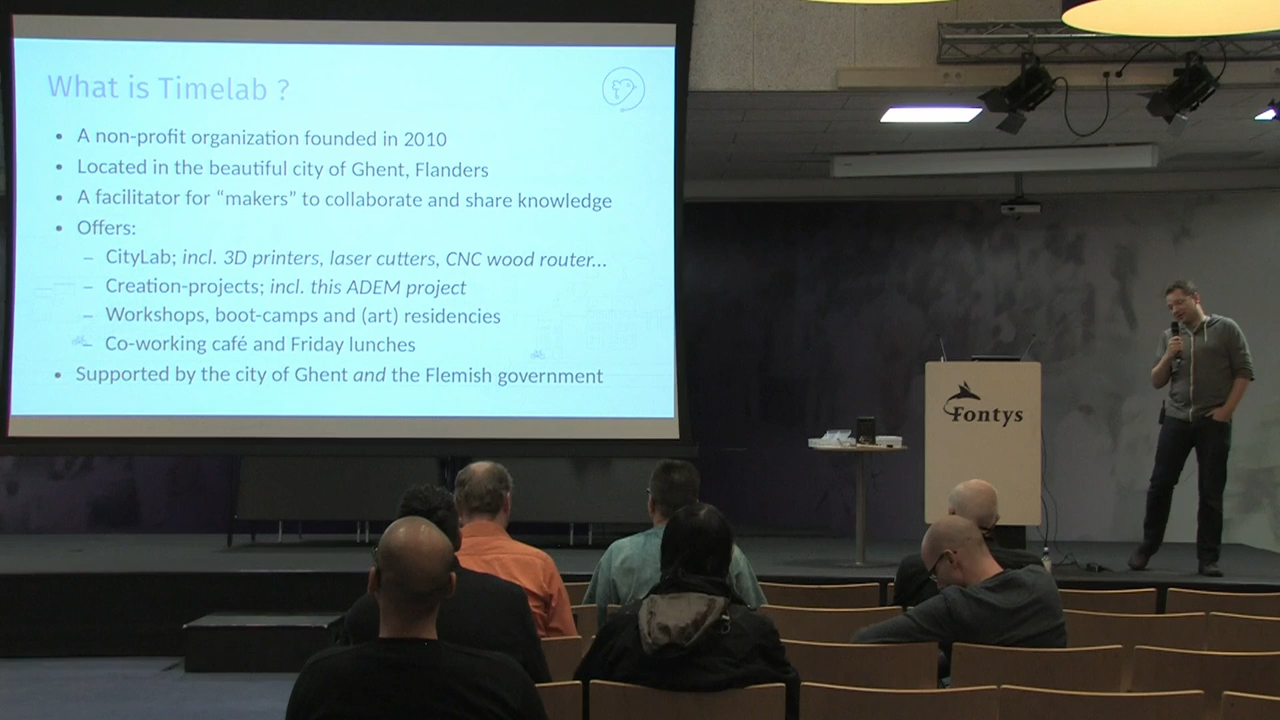 What is Timelab ?
• A non-profit organization founded in 2010
• Located in the beautiful city of Ghent, Flanders
• A facilitator for “makers” to collaborate and share knowledge
• Offers:
– CityLab; incl. 3D printers, laser cutters, CNC wood router...
– Creation-projects; incl. this ADEM project
– Workshops, boot-camps and (art) residencies
– Co-working café and Friday lunches
• Supported by the city of Ghent and the Flemish government
Fontys